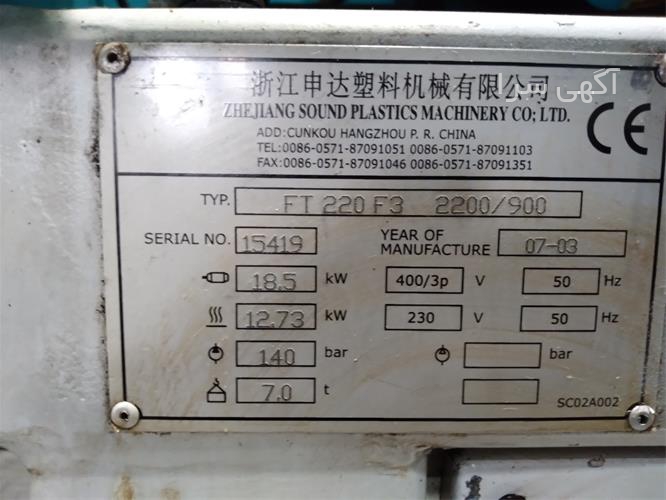 浙江申达塑料机械有限公司
آگهی سرا
ZHEJIANG SOUND PLASTICS MACHINERY CO; LTD.
ADD:CUNKOU HANGZHOU P. R. CHINA
TEL:0086-0571-87091051 0086-0571-87091103
FAX:0086-0571-87091046 0086-0571-87091351
CE
TYP. FT 220 F3 2200/900
SERIAL NO. 15419 YEAR OF MANUFACTURE 07-03
18.5 kW 400/3p V 50 Hz
12.73 kW 230 V 50 Hz
140 bar bar
7.0 t
SC02A002